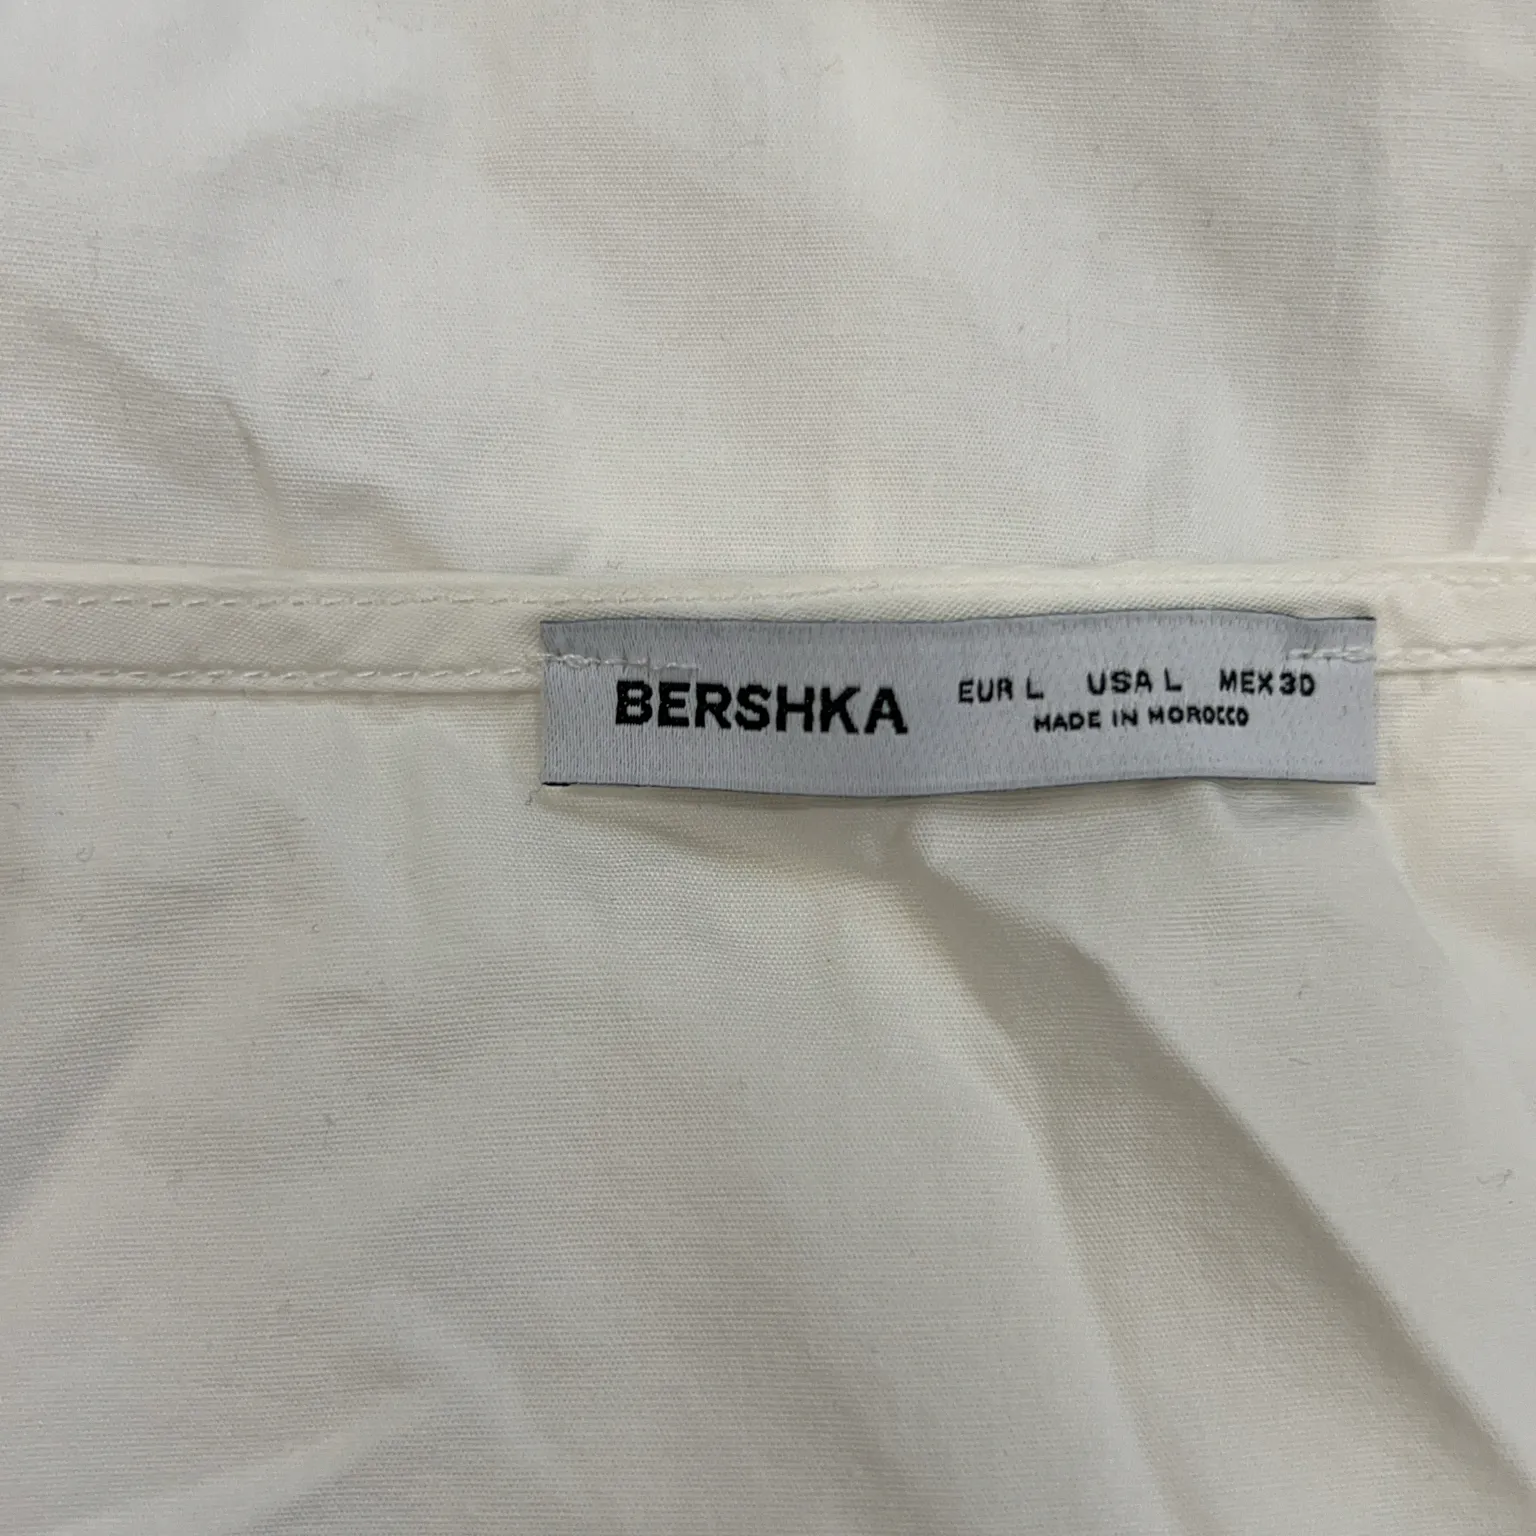 BERSHKA
EUR L USA L MEX 30
MADE IN MOROCCO